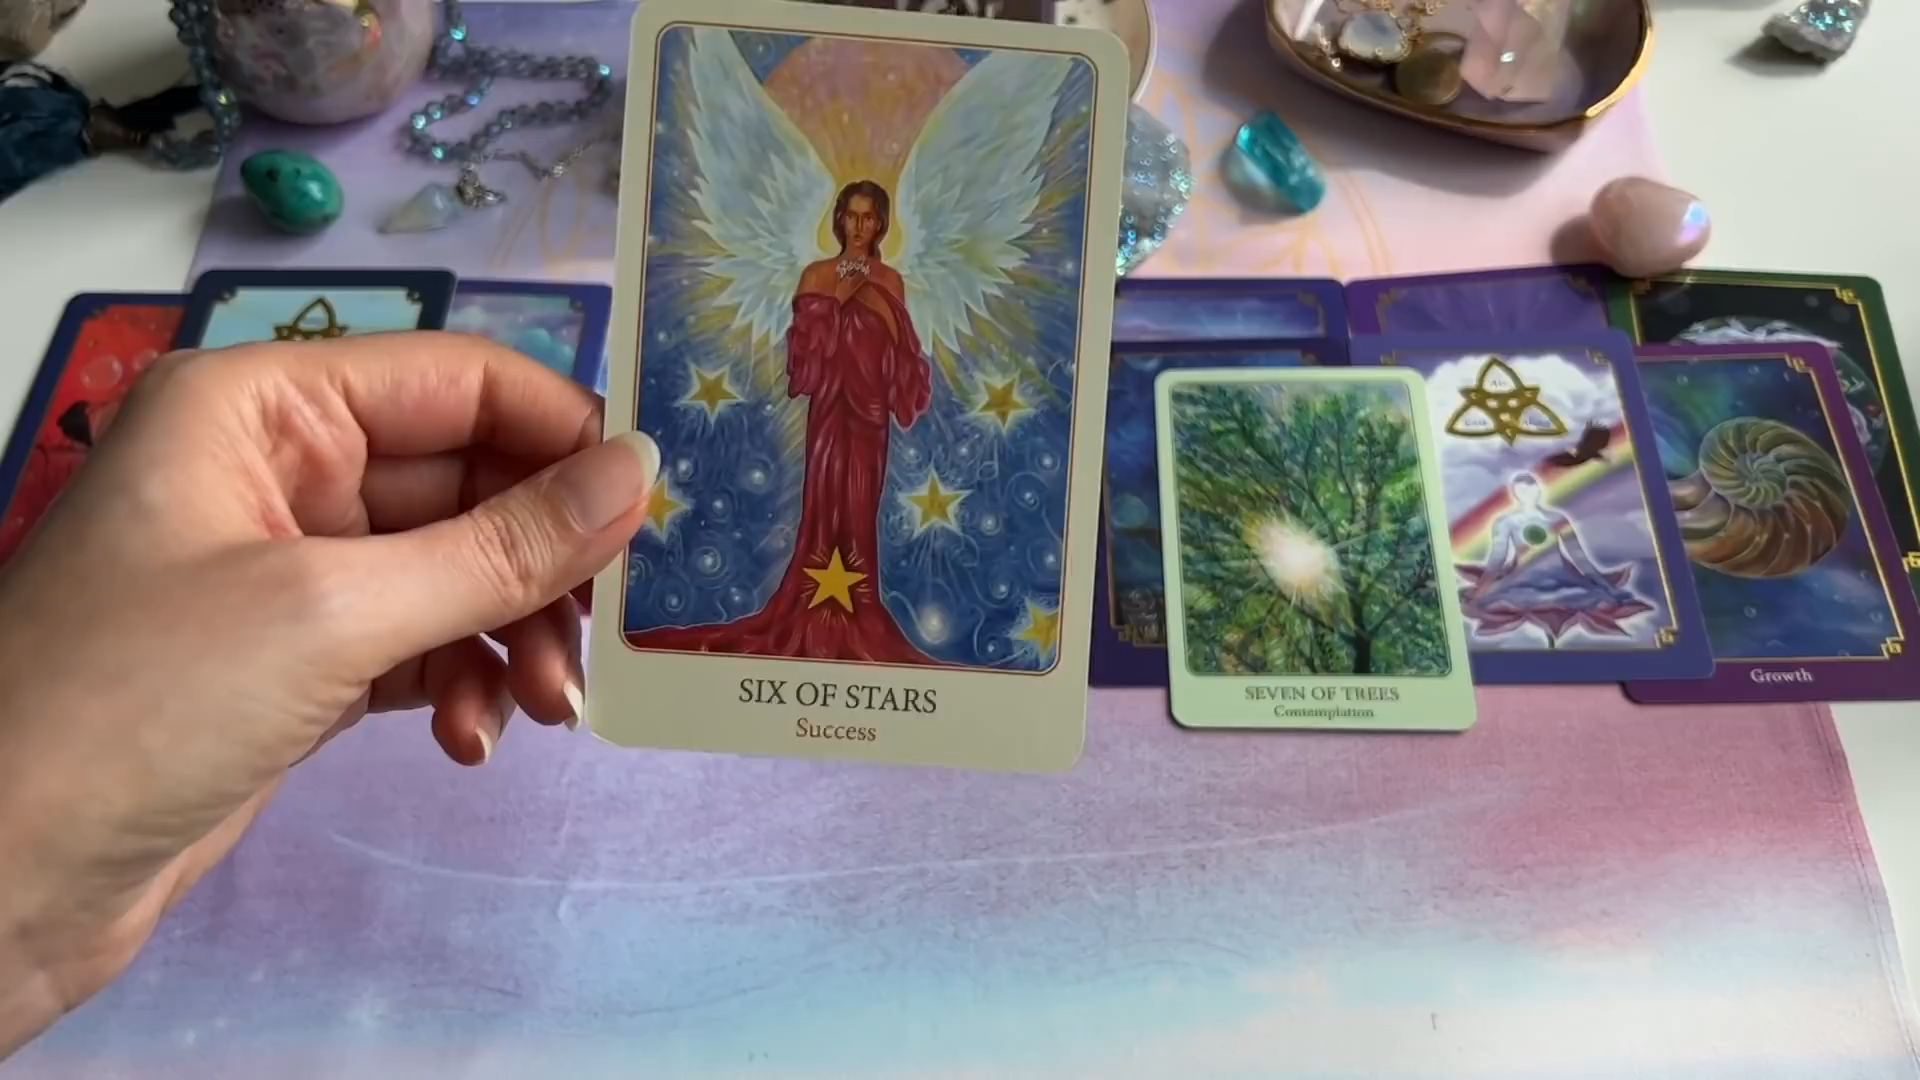 SIX OF STARS
Success
SEVEN OF TREES
Contemplation
Growth